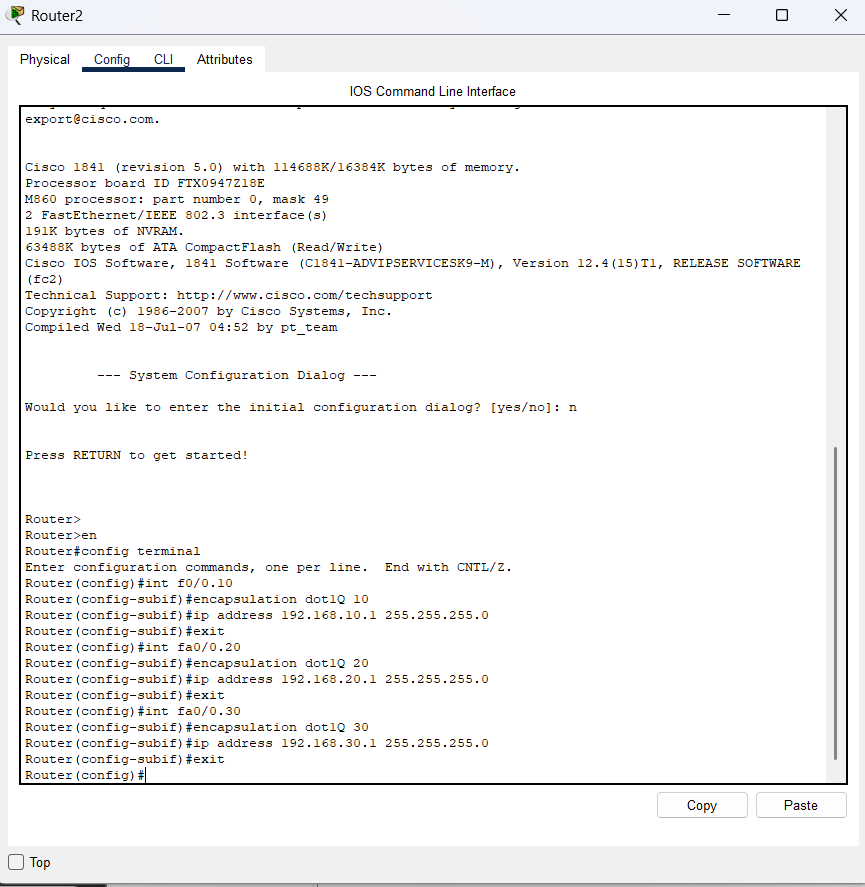 Router2
Physical Config CLI Attributes
IOS Command Line Interface
export@cisco.com.
Cisco 1841 (revision 5.0) with 114688K/16384K bytes of memory.
Processor board ID FTX0947Z18E
M860 processor: part number 0, mask 49
2 FastEthernet/IEEE 802.3 interface(s)
191K bytes of NVRAM.
63488K bytes of ATA CompactFlash (Read/Write)
Cisco IOS Software, 1841 Software (C1841-ADVIPSERVICESK9-M), Version 12.4(15)T1, RELEASE SOFTWARE
(fc2)
Technical Support: http://www.cisco.com/techsupport
Copyright (c) 1986-2007 by Cisco Systems, Inc.
Compiled Wed 18-Jul-07 04:52 by pt_team
--- System Configuration Dialog ---
Would you like to enter the initial configuration dialog? [yes/no]: n
Press RETURN to get started!
Router>
Router>en
Router#config terminal
Enter configuration commands, one per line.  End with CNTL/Z.
Router(config)#int f0/0.10
Router(config-subif)#encapsulation dot1Q 10
Router(config-subif)#ip address 192.168.10.1 255.255.255.0
Router(config-subif)#exit
Router(config)#int fa0/0.20
Router(config-subif)#encapsulation dot1Q 20
Router(config-subif)#ip address 192.168.20.1 255.255.255.0
Router(config-subif)#exit
Router(config)#int fa0/0.30
Router(config-subif)#encapsulation dot1Q 30
Router(config-subif)#ip address 192.168.30.1 255.255.255.0
Router(config-subif)#exit
Router(config)#
Copy Paste
Top